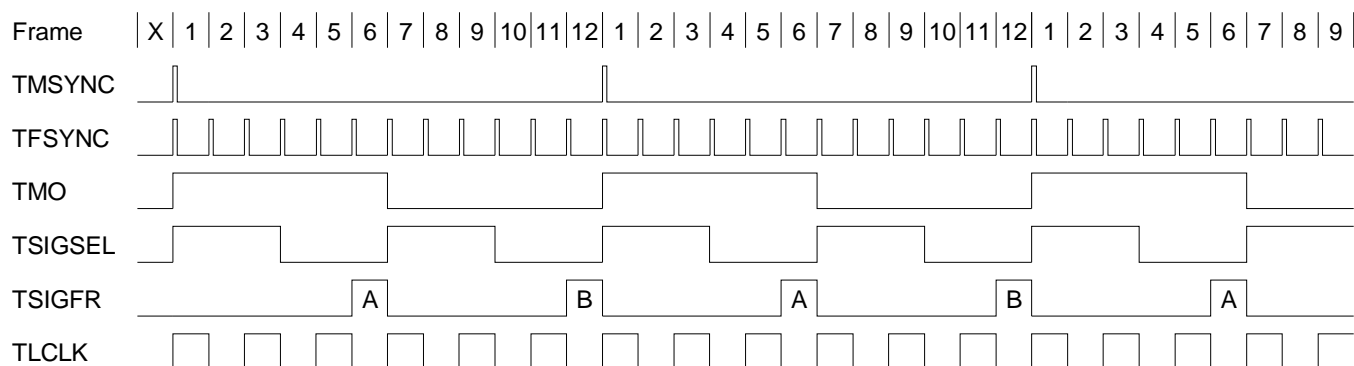 Frame X 1 2 3 4 5 6 7 8 9 10 11 12 1 2 3 4 5 6 7 8 9 10 11 12 1 2 3 4 5 6 7 8 9
TMSYNC
TFSYNC
TMO
TSIGSEL
TSIGFR A B A B A
TLCLK